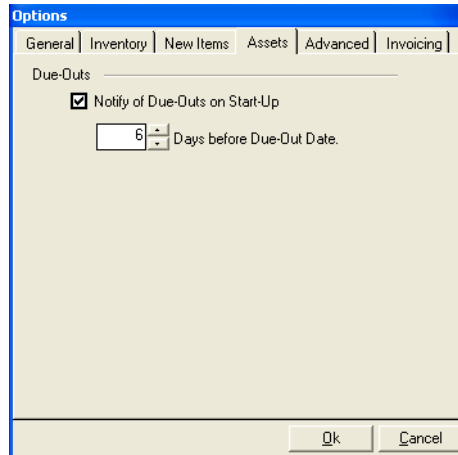 Options
General Inventory New Items Assets Advanced Invoicing
Due-Outs
Notify of Due-Outs on Start-Up
6 Days before Due-Out Date.
Ok Cancel